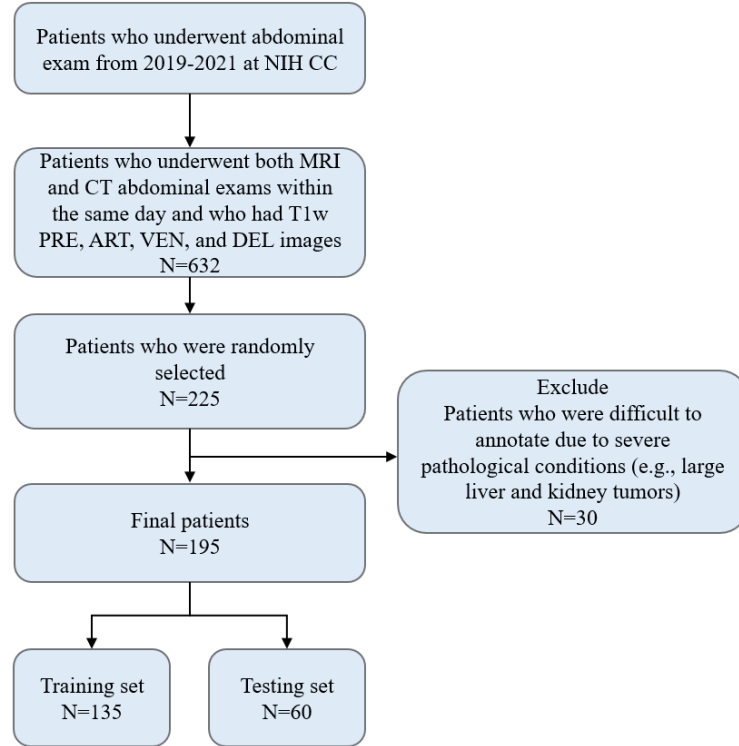 Patients who underwent abdominal
exam from 2019-2021 at NIH CC
Patients who underwent both MRI
and CT abdominal exams within
the same day and who had T1w
PRE, ART, VEN, and DEL images
N=632
Patients who were randomly
selected
N=225
Exclude
Patients who were difficult to
annotate due to severe
pathological conditions (e.g., large
liver and kidney tumors)
N=30
Final patients
N=195
Training set
N=135
Testing set
N=60